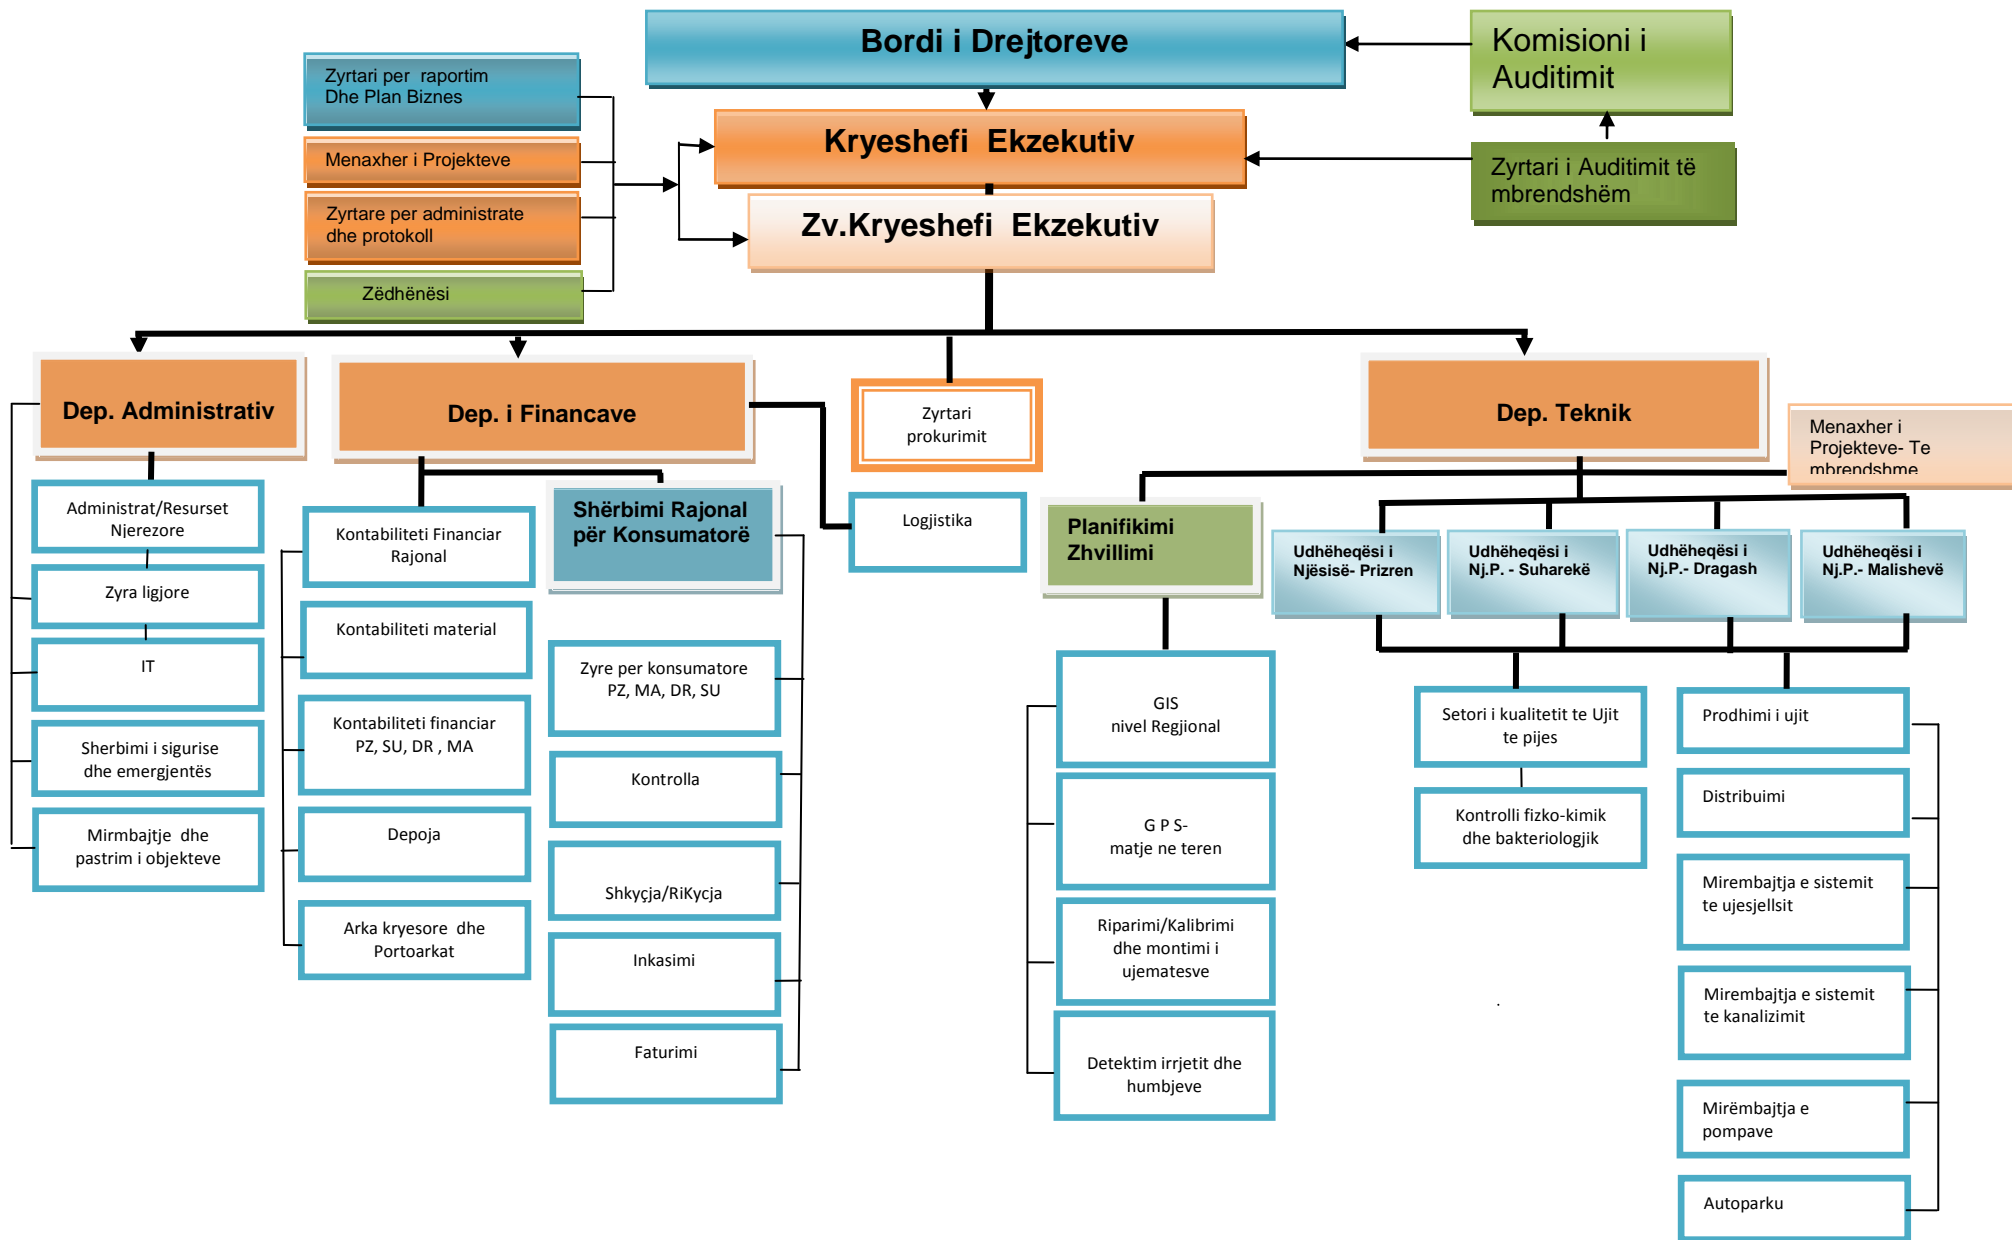 Bordi i Drejtoreve
Komisioni i
Auditimit
Zyrtari per raportim
Dhe Plan Biznes
Kryeshefi Ekzekutiv
Menaxher i Projekteve
Zyrtari i Auditimit të
mbrendshëm
Zyrtare per administrate
dhe protokoll
Zv.Kryeshefi Ekzekutiv
Zëdhënësi
Dep. Administrativ
Dep. i Financave
Zyrtari
prokurimit
Dep. Teknik
Menaxher i
Projekteve- Te
mbrendshme
Administrat/Resurset
Njerezore
Zyra ligjore
IT
Sherbimi i sigurise
dhe emergjentës
Mirmbajtje dhe
pastrim i objekteve
Kontabiliteti Financiar
Rajonal
Kontabiliteti material
Kontabiliteti financiar
PZ, SU, DR , MA
Depoja
Arka kryesore dhe
Portoarkat
Shërbimi Rajonal
për Konsumatorë
Zyre per konsumatore
PZ, MA, DR, SU
Kontrolla
Shkyçja/RiKycja
Inkasimi
Faturimi
Logjistika
Planifikimi
Zhvillimi
GIS
nivel Regjional
G P S-
matje ne teren
Riparimi/Kalibrimi
dhe montimi i
ujematesve
Detektim irrjetit dhe
humbjeve
Udhëheqësi i
Njësisë- Prizren
Udhëheqësi i
Nj.P. - Suharekë
Udhëheqësi i
Nj.P.- Dragash
Udhëheqësi i
Nj.P.- Malishevë
Setori i kualitetit te Ujit
te pijes
Kontrolli fizko-kimik
dhe bakteriologjik
Prodhimi i ujit
Distribuimi
Mirembajtja e sistemit
te ujesjellsit
Mirembajtja e sistemit
te kanalizimit
Mirëmbajtja e
pompave
Autoparku
.